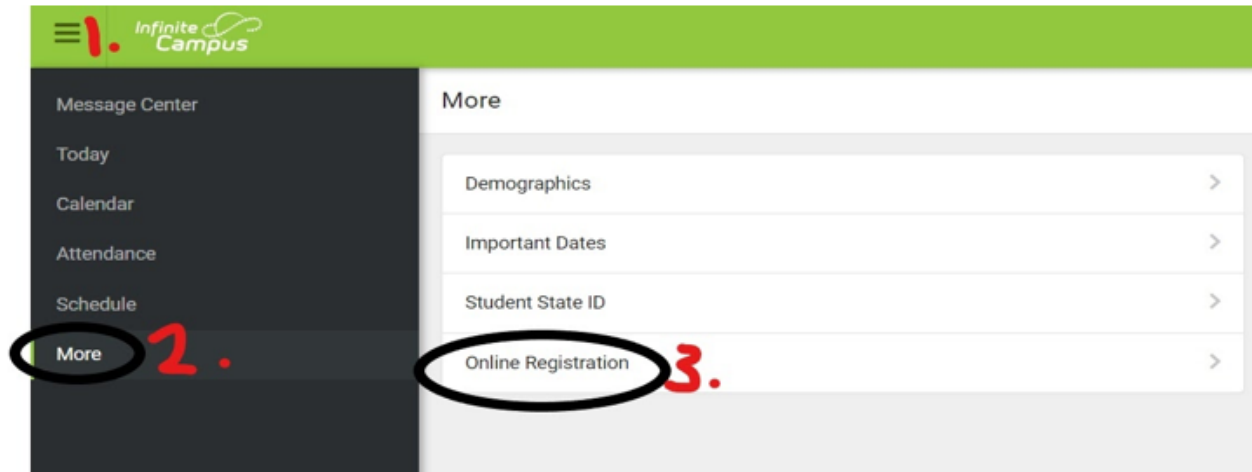 1.
Infinite
Campus
Message Center
Today
Calendar
Attendance
Schedule
More
2.
More
Demographics
Important Dates
Student State ID
Online Registration
3.